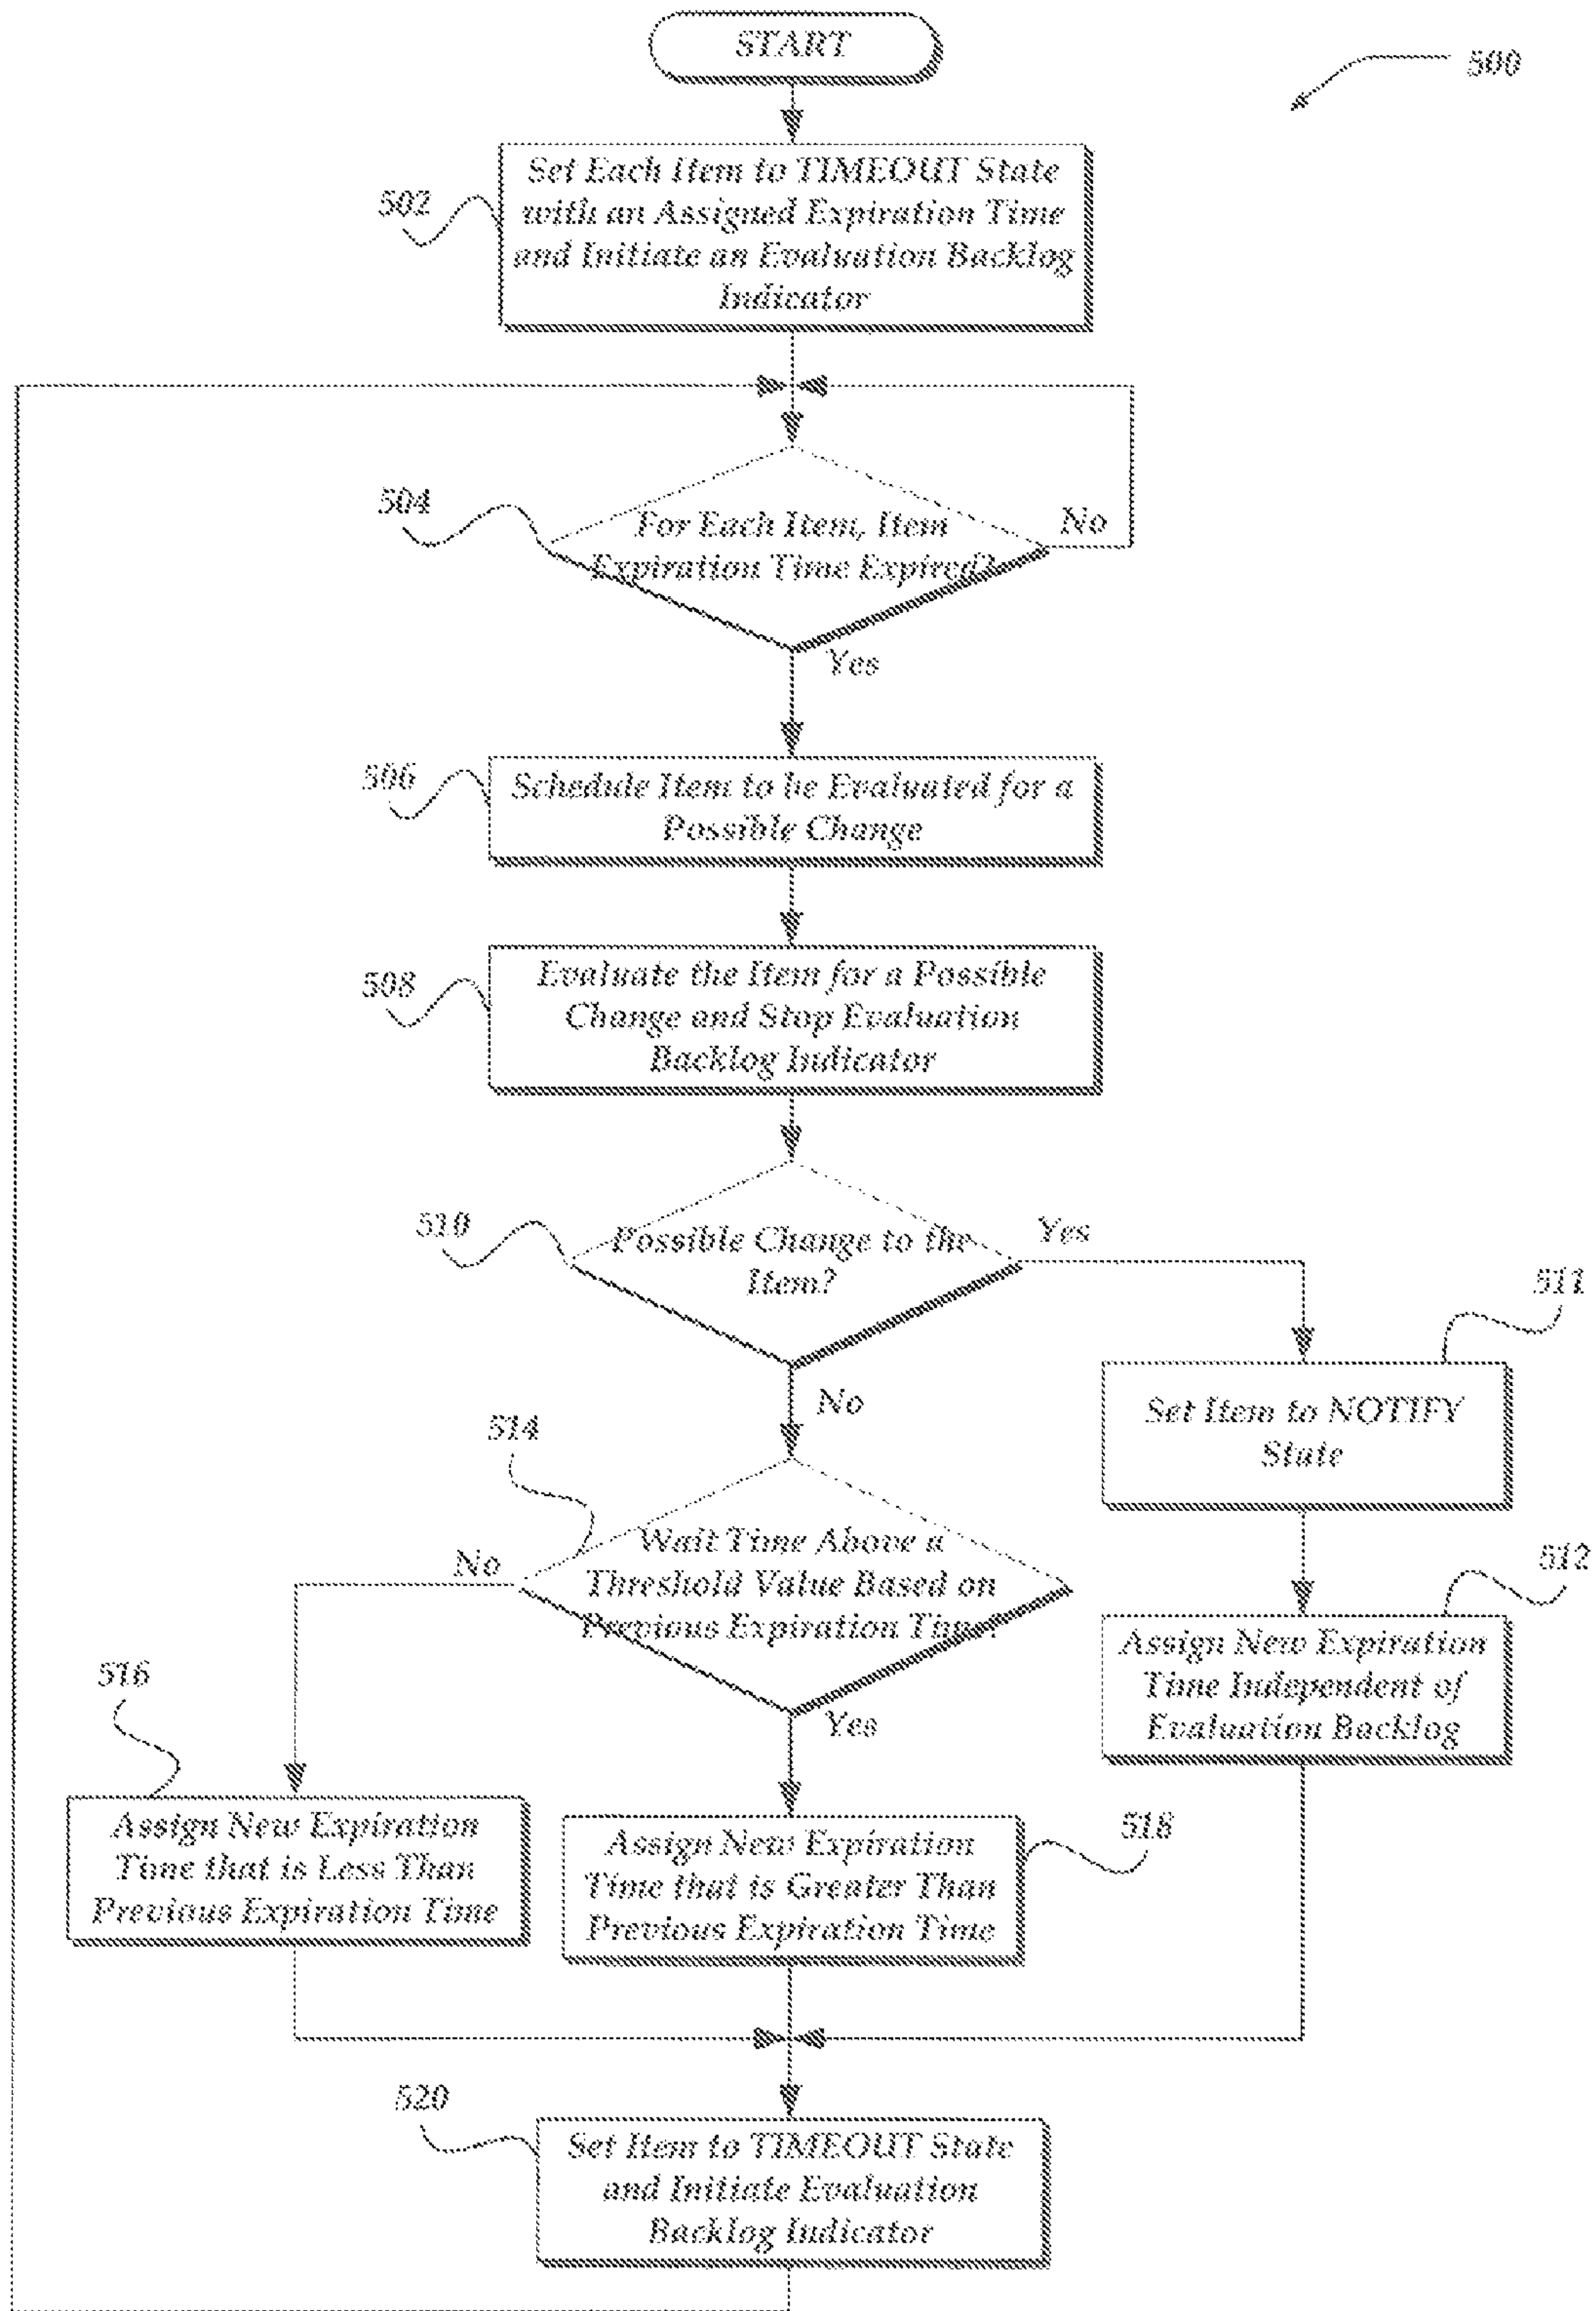 START
500
502
Set Each Item to TIMEOUT State
with an Assigned Expiration Time
and Initiate an Evaluation Backlog
Indicator
504
For Each Item, Item
Expiration Time Expired?
No
Yes
506
Schedule Item to be Evaluated for a
Possible Change
508
Evaluate the Item for a Possible
Change and Stop Evaluation
Backlog Indicator
510
Possible Change to the
Item?
Yes
No
511
Set Item to NOTIFY
State
514
Wait Time Above a
Threshold Value Based on
Previous Expiration Time?
No
Yes
512
Assign New Expiration
Time Independent of
Evaluation Backlog
516
Assign New Expiration
Time that is Less Than
Previous Expiration Time
518
Assign New Expiration
Time that is Greater Than
Previous Expiration Time
520
Set Item to TIMEOUT State
and Initiate Evaluation
Backlog Indicator